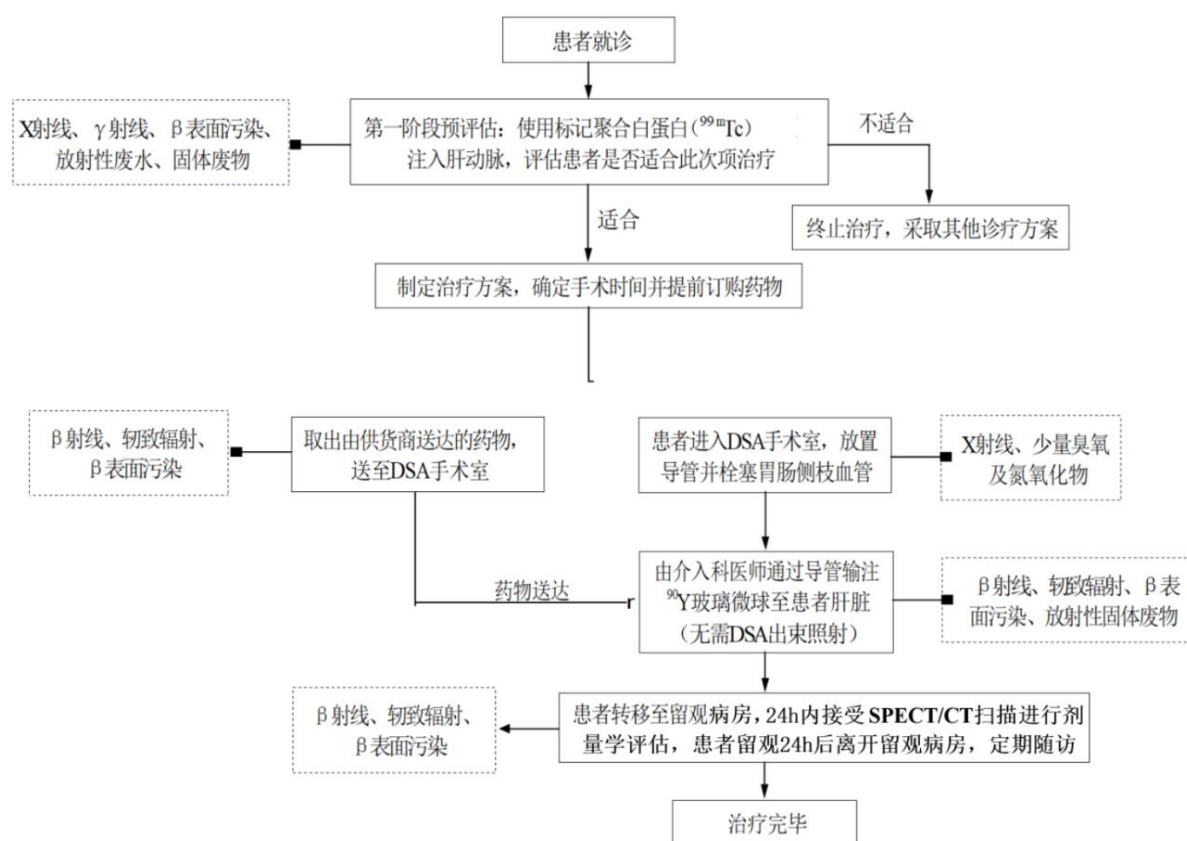 患者就诊
X射线、γ射线、β表面污染、
放射性废水、固体废物
第一阶段预评估：使用标记聚合白蛋白（⁹⁹ᵐTc）
注入肝动脉，评估患者是否适合此次项治疗
不适合
适合
终止治疗，采取其他诊疗方案
制定治疗方案，确定手术时间并提前订购药物
β射线、轫致辐射、
β表面污染
取出由供货商送达的药物，
送至DSA手术室
患者进入DSA手术室，放置
导管并栓塞胃肠侧枝血管
X射线、少量臭氧
及氮氧化物
药物送达
由介入科医师通过导管输注
⁹⁰Y玻璃微球至患者肝脏
（无需DSA出束照射）
β射线、轫致辐射、β表
面污染、放射性固体废物
β射线、轫致辐射、
β表面污染
患者转移至留观病房，24h内接受SPECT/CT扫描进行剂
量学评估，患者留观24h后离开留观病房，定期随访
治疗完毕